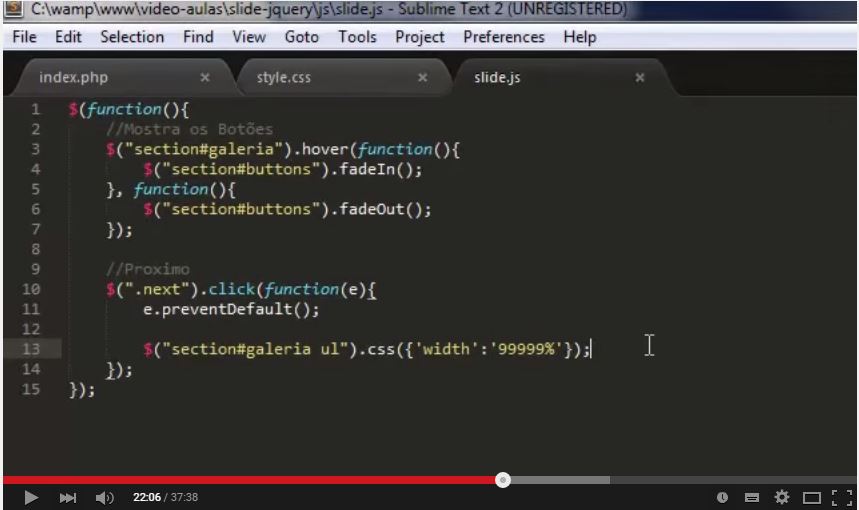 C:\wamp\www\video-aulas\slide-jquery\js\slide.js - Sublime Text 2 (UNREGISTERED)
File Edit Selection Find View Goto Tools Project Preferences Help
index.php × style.css × slide.js ×
1 $(function(){
2 //Mostra os Botões
3 $("section#galeria").hover(function(){
4 $("section#buttons").fadeIn();
5 }, function(){
6 $("section#buttons").fadeOut();
7 });
8
9 //Proximo
10 $(".next").click(function(e){
11 e.preventDefault();
12
13 $("section#galeria ul").css({'width':'99999%'});
14 });
15 });
22:06 / 37:38